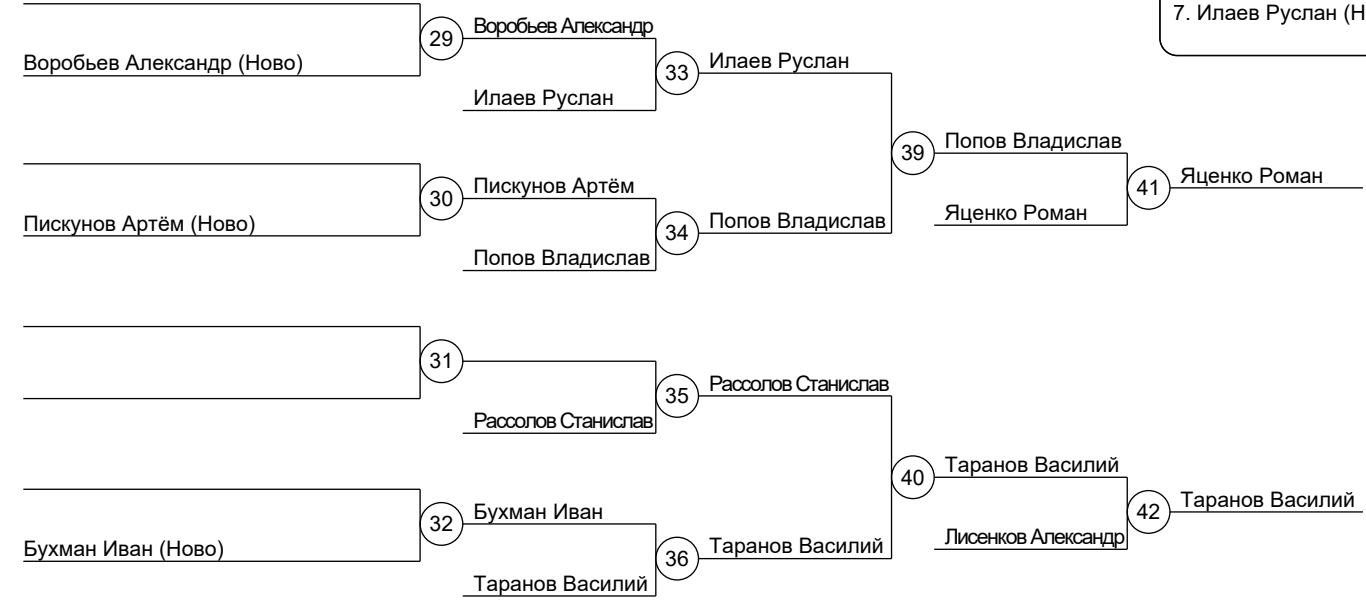 7. Илаев Руслан (Н
Воробьев Александр
29
Воробьев Александр (Ново)
Илаев Руслан
33
Илаев Руслан
Илаев Руслан
39
Попов Владислав
41
Яценко Роман
Пискунов Артём
30
Пискунов Артём (Ново)
Яценко Роман
34
Попов Владислав
Попов Владислав
31
35
Рассолов Станислав
Рассолов Станислав
40
Таранов Василий
42
Таранов Василий
Бухман Иван
32
Лисенков Александр
Бухман Иван (Ново)
36
Таранов Василий
Таранов Василий